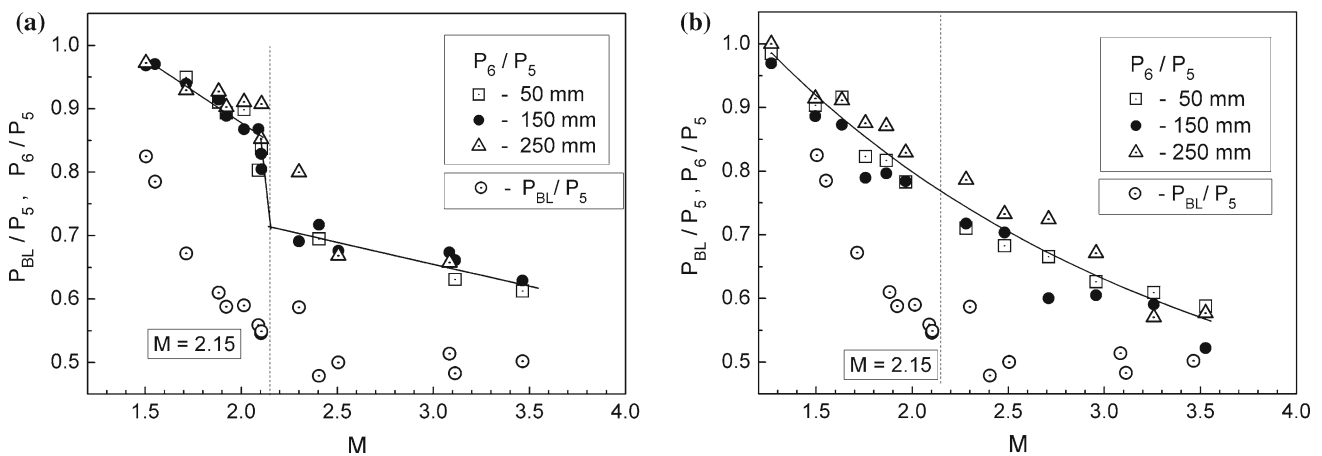 (a)
P_BL / P_5 , P_6 / P_5
1.0
0.9
0.8
0.7
0.6
0.5
P_6 / P_5
- 50 mm
- 150 mm
- 250 mm
- P_BL / P_5
M = 2.15
1.5 2.0 2.5 3.0 3.5 4.0
M
(b)
P_BL / P_5 , P_6 / P_5
1.0
0.9
0.8
0.7
0.6
0.5
P_6 / P_5
- 50 mm
- 150 mm
- 250 mm
- P_BL / P_5
M = 2.15
1.5 2.0 2.5 3.0 3.5 4.0
M